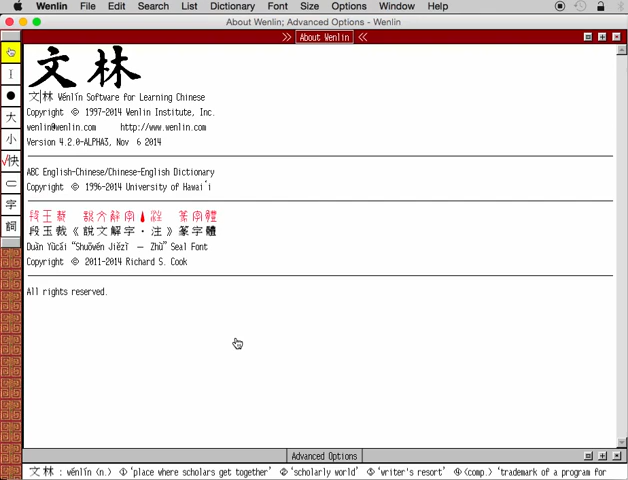 Wenlin File Edit Search List Dictionary Font Size Options Window Help
About Wenlin; Advanced Options - Wenlin
>> About Wenlin <<
文林
文林 Wénlín Software for Learning Chinese
Copyright © 1997-2014 Wenlin Institute, Inc.
wenlin@wenlin.com http://www.wenlin.com
Version 4.2.0-ALPHA3, Nov 6 2014
ABC English-Chinese/Chinese-English Dictionary
Copyright © 1996-2014 University of Hawai'i
段玉裁《說文解字・注》篆字體
Duàn Yùcái "Shuōwén Jiězì — Zhù" Seal Font
Copyright © 2011-2014 Richard S. Cook
All rights reserved.
大
小
快
字
詞
Advanced Options
文林 : wénlín (n.) ① 'place where scholars get together' ② 'scholarly world' ③ 'writer's resort' ④ (comp.) 'trademark of a program for